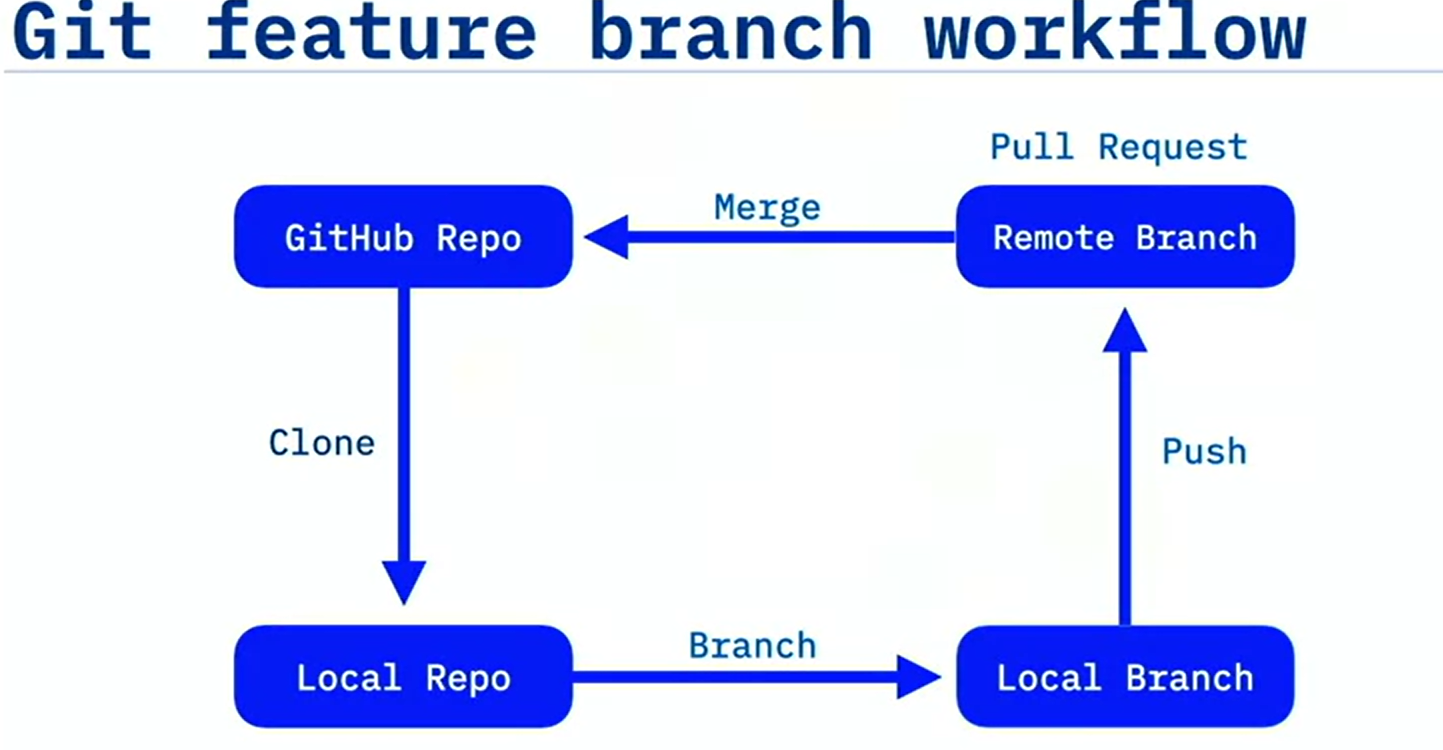 Git feature branch workflow
Pull Request
GitHub Repo
Merge
Remote Branch
Clone
Push
Local Repo
Branch
Local Branch